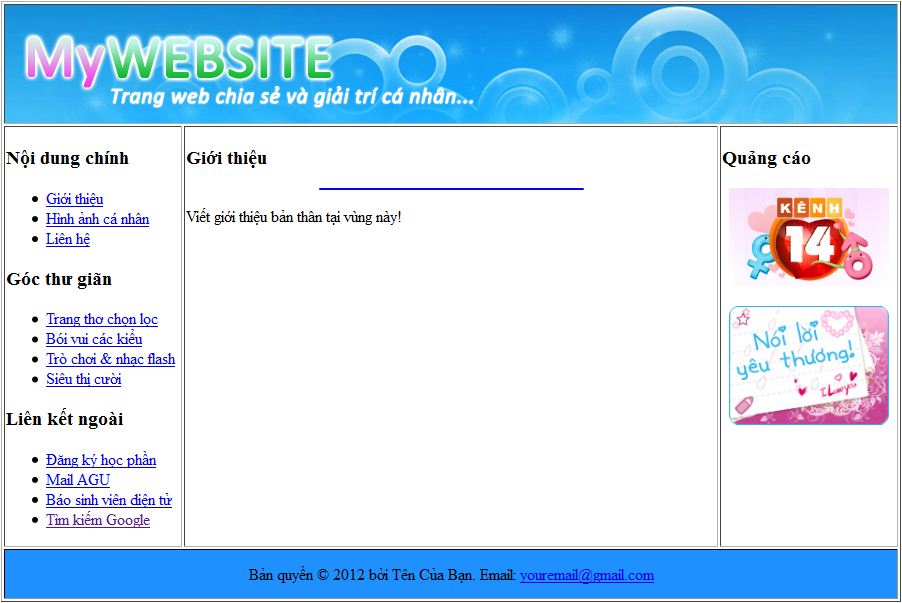 MyWEBSITE
Trang web chia sẻ và giải trí cá nhân...
Nội dung chính
Giới thiệu
Hình ảnh cá nhân
Liên hệ
Góc thư giãn
Trang thơ chọn lọc
Bói vui các kiểu
Trò chơi & nhạc flash
Siêu thị cười
Liên kết ngoài
Đăng ký học phần
Mail AGU
Báo sinh viên điện tử
Tìm kiếm Google
Giới thiệu
Viết giới thiệu bản thân tại vùng này!
Quảng cáo
KÊNH
14
Nói lời
yêu thương!
I Love you
Bản quyền © 2012 bởi Tên Của Bạn. Email: youremail@gmail.com